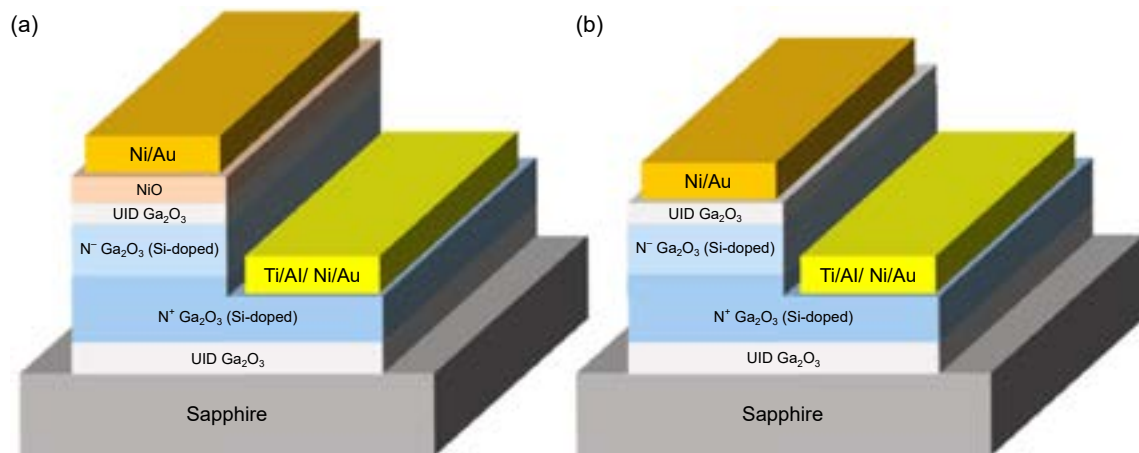 (a)
Ni/Au
NiO
UID Ga₂O₃
N⁻ Ga₂O₃ (Si-doped)
Ti/Al/ Ni/Au
N⁺ Ga₂O₃ (Si-doped)
UID Ga₂O₃
Sapphire
(b)
Ni/Au
UID Ga₂O₃
N⁻ Ga₂O₃ (Si-doped)
Ti/Al/ Ni/Au
N⁺ Ga₂O₃ (Si-doped)
UID Ga₂O₃
Sapphire